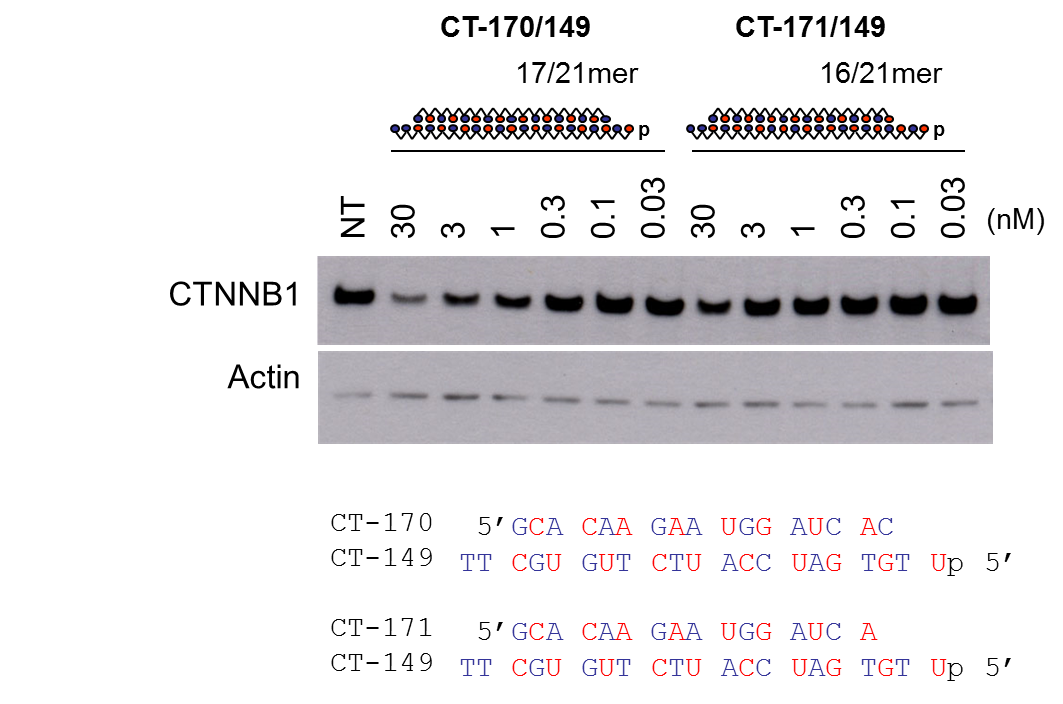 CT-170/149 CT-171/149
17/21mer 16/21mer
p p
NT 30 3 1 0.3 0.1 0.03 30 3 1 0.3 0.1 0.03 (nM)
CTNNB1
Actin
CT-170 5’GCA CAA GAA UGG AUC AC
CT-149 TT CGU GUT CTU ACC UAG TGT Up 5’
CT-171 5’GCA CAA GAA UGG AUC A
CT-149 TT CGU GUT CTU ACC UAG TGT Up 5’